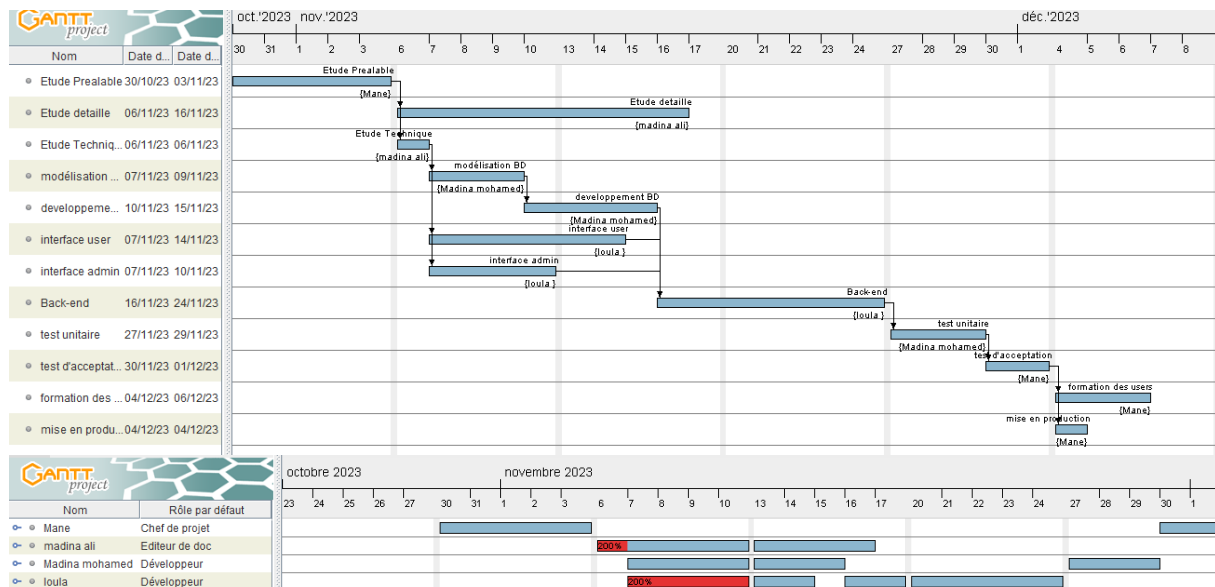 GANTT project
oct.'2023 nov.'2023 déc.'2023
30 31 1 2 3 6 7 8 9 10 13 14 15 16 17 20 21 22 23 24 27 28 29 30 1 4 5 6 7 8
Nom Date d... Date d...
Etude Prealable 30/10/23 03/11/23
Etude detaille 06/11/23 16/11/23
Etude Techniq... 06/11/23 06/11/23
modélisation ... 07/11/23 09/11/23
developpeme... 10/11/23 15/11/23
interface user 07/11/23 14/11/23
interface admin 07/11/23 10/11/23
Back-end 16/11/23 24/11/23
test unitaire 27/11/23 29/11/23
test d'acceptat... 30/11/23 01/12/23
formation des ... 04/12/23 06/12/23
mise en produ... 04/12/23 04/12/23
Etude Prealable
{Mane}
Etude detaille
{madina ali}
Etude Technique
{madina ali}
modélisation BD
{Madina mohamed}
developpement BD
{Madina mohamed}
interface user
{loula }
interface admin
{loula }
Back-end
{loula }
test unitaire
{Madina mohamed}
test d'acceptation
{Mane}
formation des users
{Mane}
mise en production
{Mane}
GANTT project
octobre 2023 novembre 2023
23 24 25 26 27 30 31 1 2 3 6 7 8 9 10 13 14 15 16 17 20 21 22 23 24 27 28 29 30 1
Nom Rôle par défaut
Mane Chef de projet
madina ali Editeur de doc 200%
Madina mohamed Développeur
loula Développeur 200%